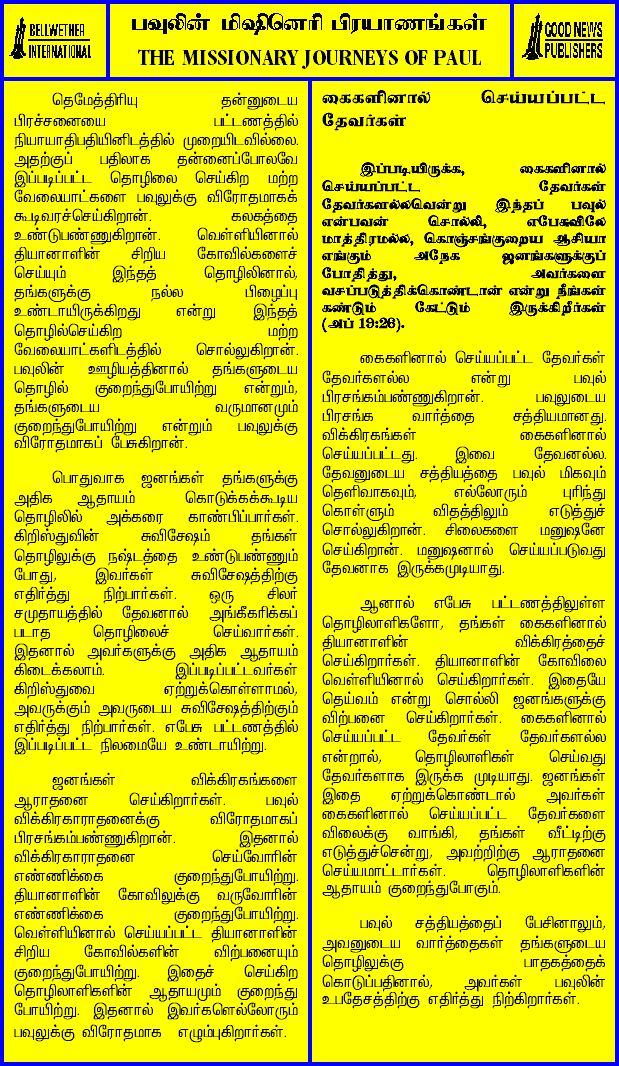 BELLWETHER
INTERNATIONAL
பவுலின் மிஷினெரி பிரயாணங்கள்
THE MISSIONARY JOURNEYS OF PAUL
GOOD NEWS
PUBLISHERS
தெமேத்திரியு தன்னுடைய
பிரச்சனையை பட்டணத்தில்
நியாயாதிபதியினிடத்தில் முறையிடவில்லை.
அதற்குப் பதிலாக தன்னைப்போலவே
இப்படிப்பட்ட தொழிலை செய்கிற மற்ற
வேலையாட்களை பவுலுக்கு விரோதமாகக்
கூடிவரச்செய்கிறான். கலகத்தை
உண்டுபண்ணுகிறான். வெள்ளியினால்
தியானாளின் சிறிய கோவில்களைச்
செய்யும் இந்தத் தொழிலினால்,
தங்களுக்கு நல்ல பிழைப்பு
உண்டாயிருக்கிறது என்று இந்தத்
தொழில்செய்கிற மற்ற
வேலையாட்களிடத்தில் சொல்லுகிறான்.
பவுலின் ஊழியத்தினால் தங்களுடைய
தொழில் குறைந்துபோயிற்று என்றும்,
தங்களுடைய வருமானமும்
குறைந்துபோயிற்று என்றும் பவுலுக்கு
விரோதமாகப் பேசுகிறான்.
பொதுவாக ஜனங்கள் தங்களுக்கு
அதிக ஆதாயம் கொடுக்கக்கூடிய
தொழிலில் அக்கரை காண்பிப்பார்கள்.
கிறிஸ்துவின் சுவிசேஷம் தங்கள்
தொழிலுக்கு நஷ்டத்தை உண்டுபண்ணும்
போது, இவர்கள் சுவிசேஷத்திற்கு
எதிர்த்து நிற்பார்கள். ஒரு சிலர்
சமுதாயத்தில் தேவனால் அங்கீகரிக்கப்
படாத தொழிலைச் செய்வார்கள்.
இதனால் அவர்களுக்கு அதிக ஆதாயம்
கிடைக்கலாம். இப்படிப்பட்டவர்கள்
கிறிஸ்துவை ஏற்றுக்கொள்ளாமல்,
அவருக்கும் அவருடைய சுவிசேஷத்திற்கும்
எதிர்த்து நிற்பார்கள். எபேசு பட்டணத்தில்
இப்படிப்பட்ட நிலமையே உண்டாயிற்று.
ஜனங்கள் விக்கிரகங்களை
ஆராதனை செய்கிறார்கள். பவுல்
விக்கிரகாராதனைக்கு விரோதமாகப்
பிரசங்கம்பண்ணுகிறான். இதனால்
விக்கிரகாராதனை செய்வோரின்
எண்ணிக்கை குறைந்துபோயிற்று.
தியானாளின் கோவிலுக்கு வருவோரின்
எண்ணிக்கை குறைந்துபோயிற்று.
வெள்ளியினால் செய்யப்பட்ட தியானாளின்
சிறிய கோவில்களின் விற்பனையும்
குறைந்துபோயிற்று. இதைச் செய்கிற
தொழிலாளிகளின் ஆதாயமும் குறைந்து
போயிற்று. இதனால் இவர்களெல்லோரும்
பவுலுக்கு விரோதமாக எழும்புகிறார்கள்.
கைகளினால் செய்யப்பட்ட
தேவர்கள்
இப்படியிருக்க, கைகளினால்
செய்யப்பட்ட தேவர்கள்
தேவர்களல்லவென்று இந்தப் பவுல்
என்பவன் சொல்லி, எபேசுவிலே
மாத்திரமல்ல, கொஞ்சங்குறைய ஆசியா
எங்கும் அநேக ஜனங்களுக்குப்
போதித்து, அவர்களை
வசப்படுத்திக்கொண்டான் என்று நீங்கள்
கண்டும் கேட்டும் இருக்கிறீர்கள்
(அப் 19:26).
கைகளினால் செய்யப்பட்ட தேவர்கள்
தேவர்களல்ல என்று பவுல்
பிரசங்கம்பண்ணுகிறான். பவுலுடைய
பிரசங்க வார்த்தை சத்தியமானது.
விக்கிரகங்கள் கைகளினால்
செய்யப்பட்டது. இவை தேவனல்ல.
தேவனுடைய சத்தியத்தை பவுல் மிகவும்
தெளிவாகவும், எல்லோரும் புரிந்து
கொள்ளும் விதத்திலும் எடுத்துச்
சொல்லுகிறான். சிலைகளை மனுஷனே
செய்கிறான். மனுஷனால் செய்யப்படுவது
தேவனாக இருக்கமுடியாது.
ஆனால் எபேசு பட்டணத்திலுள்ள
தொழிலாளிகளோ, தங்கள் கைகளினால்
தியானாளின் விக்கிரத்தைச்
செய்கிறார்கள். தியானாளின் கோவிலை
வெள்ளியினால் செய்கிறார்கள். இதையே
தெய்வம் என்று சொல்லி ஜனங்களுக்கு
விற்பனை செய்கிறார்கள். கைகளினால்
செய்யப்பட்ட தேவர்கள் தேவர்களல்ல
என்றால், தொழிலாளிகள் செய்வது
தேவர்களாக இருக்க முடியாது. ஜனங்கள்
இதை ஏற்றுக்கொண்டால் அவர்கள்
கைகளினால் செய்யப்பட்ட தேவர்களை
விலைக்கு வாங்கி, தங்கள் வீட்டிற்கு
எடுத்துச்சென்று, அவற்றிற்கு ஆராதனை
செய்யமாட்டார்கள். தொழிலாளிகளின்
ஆதாயம் குறைந்துபோகும்.
பவுல் சத்தியத்தைப் பேசினாலும்,
அவனுடைய வார்த்தைகள் தங்களுடைய
தொழிலுக்கு பாதகத்தைக்
கொடுப்பதினால், அவர்கள் பவுலின்
உபதேசத்திற்கு எதிர்த்து நிற்கிறார்கள்.